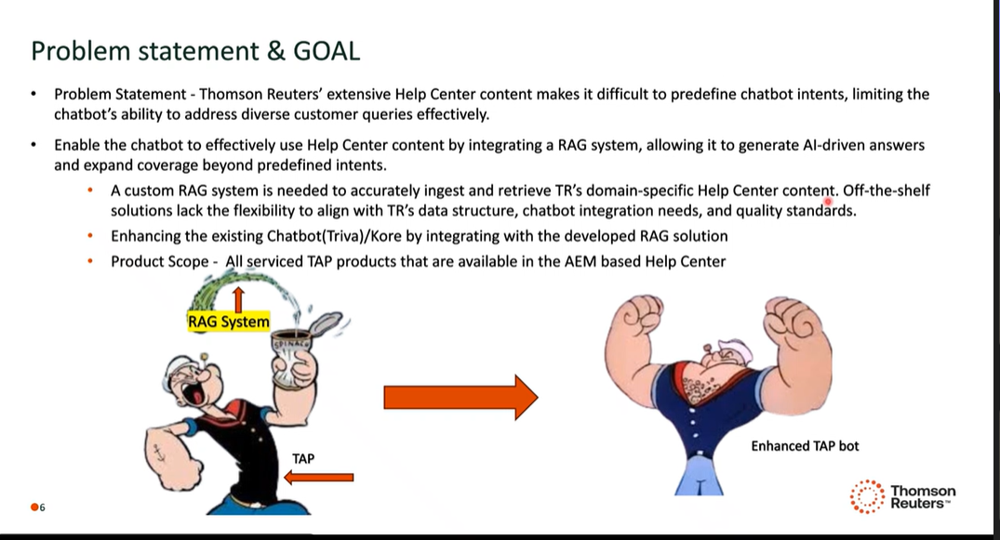 Problem statement & GOAL
• Problem Statement - Thomson Reuters’ extensive Help Center content makes it difficult to predefine chatbot intents, limiting the
chatbot’s ability to address diverse customer queries effectively.
• Enable the chatbot to effectively use Help Center content by integrating a RAG system, allowing it to generate AI-driven answers
and expand coverage beyond predefined intents.
• A custom RAG system is needed to accurately ingest and retrieve TR’s domain-specific Help Center content. Off-the-shelf
solutions lack the flexibility to align with TR’s data structure, chatbot integration needs, and quality standards.
• Enhancing the existing Chatbot(Triva)/Kore by integrating with the developed RAG solution
• Product Scope - All serviced TAP products that are available in the AEM based Help Center
RAG System
SPINACH
TAP
Enhanced TAP bot
6
Thomson
Reuters™